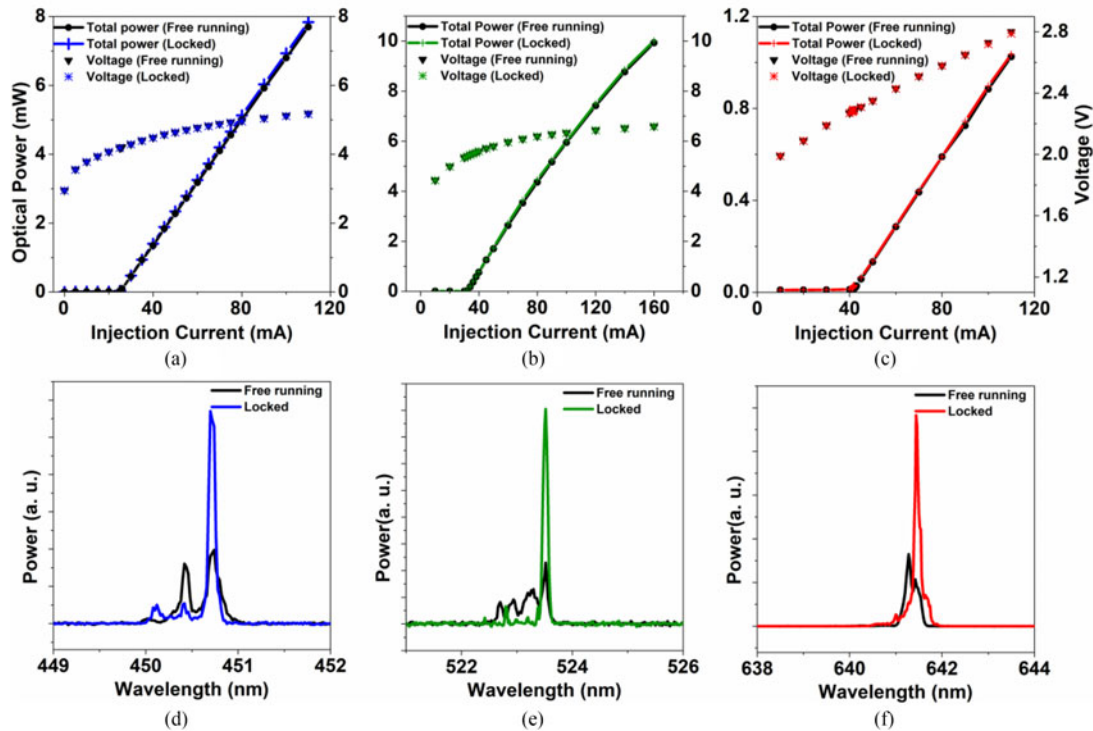 Total power (Free running)
Total power (Locked)
Voltage (Free running)
Voltage (Locked)
Optical Power (mW)
8
6
4
2
0
8
6
4
2
0
0 40 80 120
Injection Current (mA)
(a)
Total Power (Free running)
Total Power (Locked)
Voltage (Free running)
Voltage (Locked)
10
8
6
4
2
0
10
8
6
4
2
0
0 40 80 120 160
Injection Current (mA)
(b)
Total Power (Free running)
Total Power (Locked)
Voltage (Free running)
Voltage (Locked)
1.2
0.9
0.6
0.3
0.0
2.8
2.4
2.0
1.6
1.2
Voltage (V)
0 40 80 120
Injection Current (mA)
(c)
Free running
Locked
Power (a. u.)
449 450 451 452
Wavelength (nm)
(d)
Free running
Locked
Power(a. u.)
522 524 526
Wavelength (nm)
(e)
Free running
Locked
Power(a. u.)
638 640 642 644
Wavelength (nm)
(f)